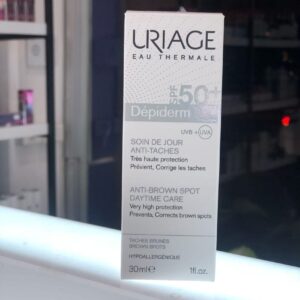 URIAGE
EAU THERMALE
SPF 50+
Dépiderm
UVB + UVA
SOIN DE JOUR
ANTI-TACHES
Très haute protection
Prévient, Corrige les taches
ANTI-BROWN SPOT
DAYTIME CARE
Very high protection
Prevents, Corrects brown spots
TACHES BRUNES
BROWN SPOTS
HYPOALLERGÉNIQUE
30ml e 1fl.oz.